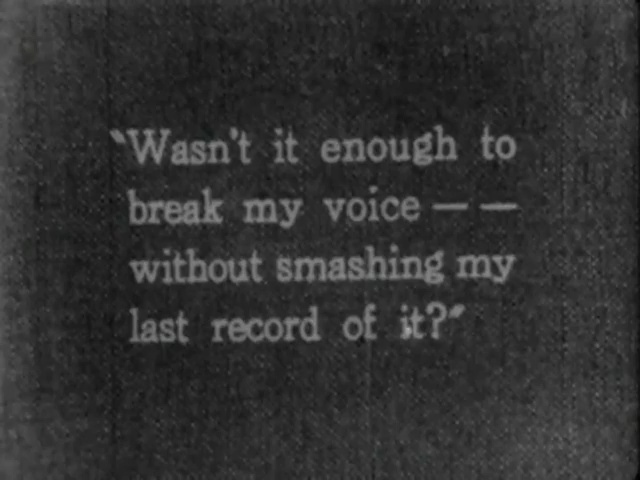 "Wasn't it enough to
break my voice — —
without smashing my
last record of it?"